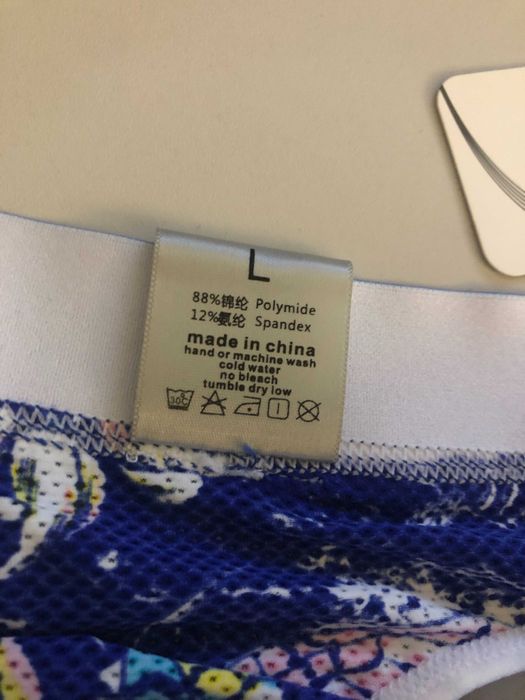 L
88%锦纶 Polymide
12%氨纶 Spandex
made in china
hand or machine wash
cold water
no bleach
tumble dry low
30C